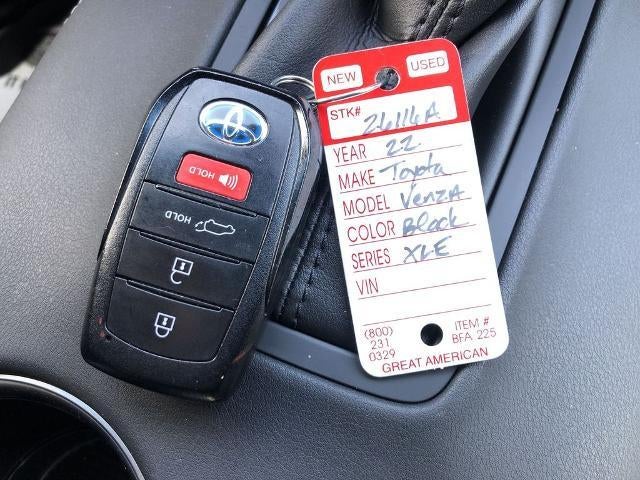 HOLD
HOLD
NEW USED
STK# 26116A
YEAR 22
MAKE Toyota
MODEL Venza
COLOR Black
SERIES XLE
VIN
(800)
231
0329
ITEM #
BFA 225
GREAT AMERICAN